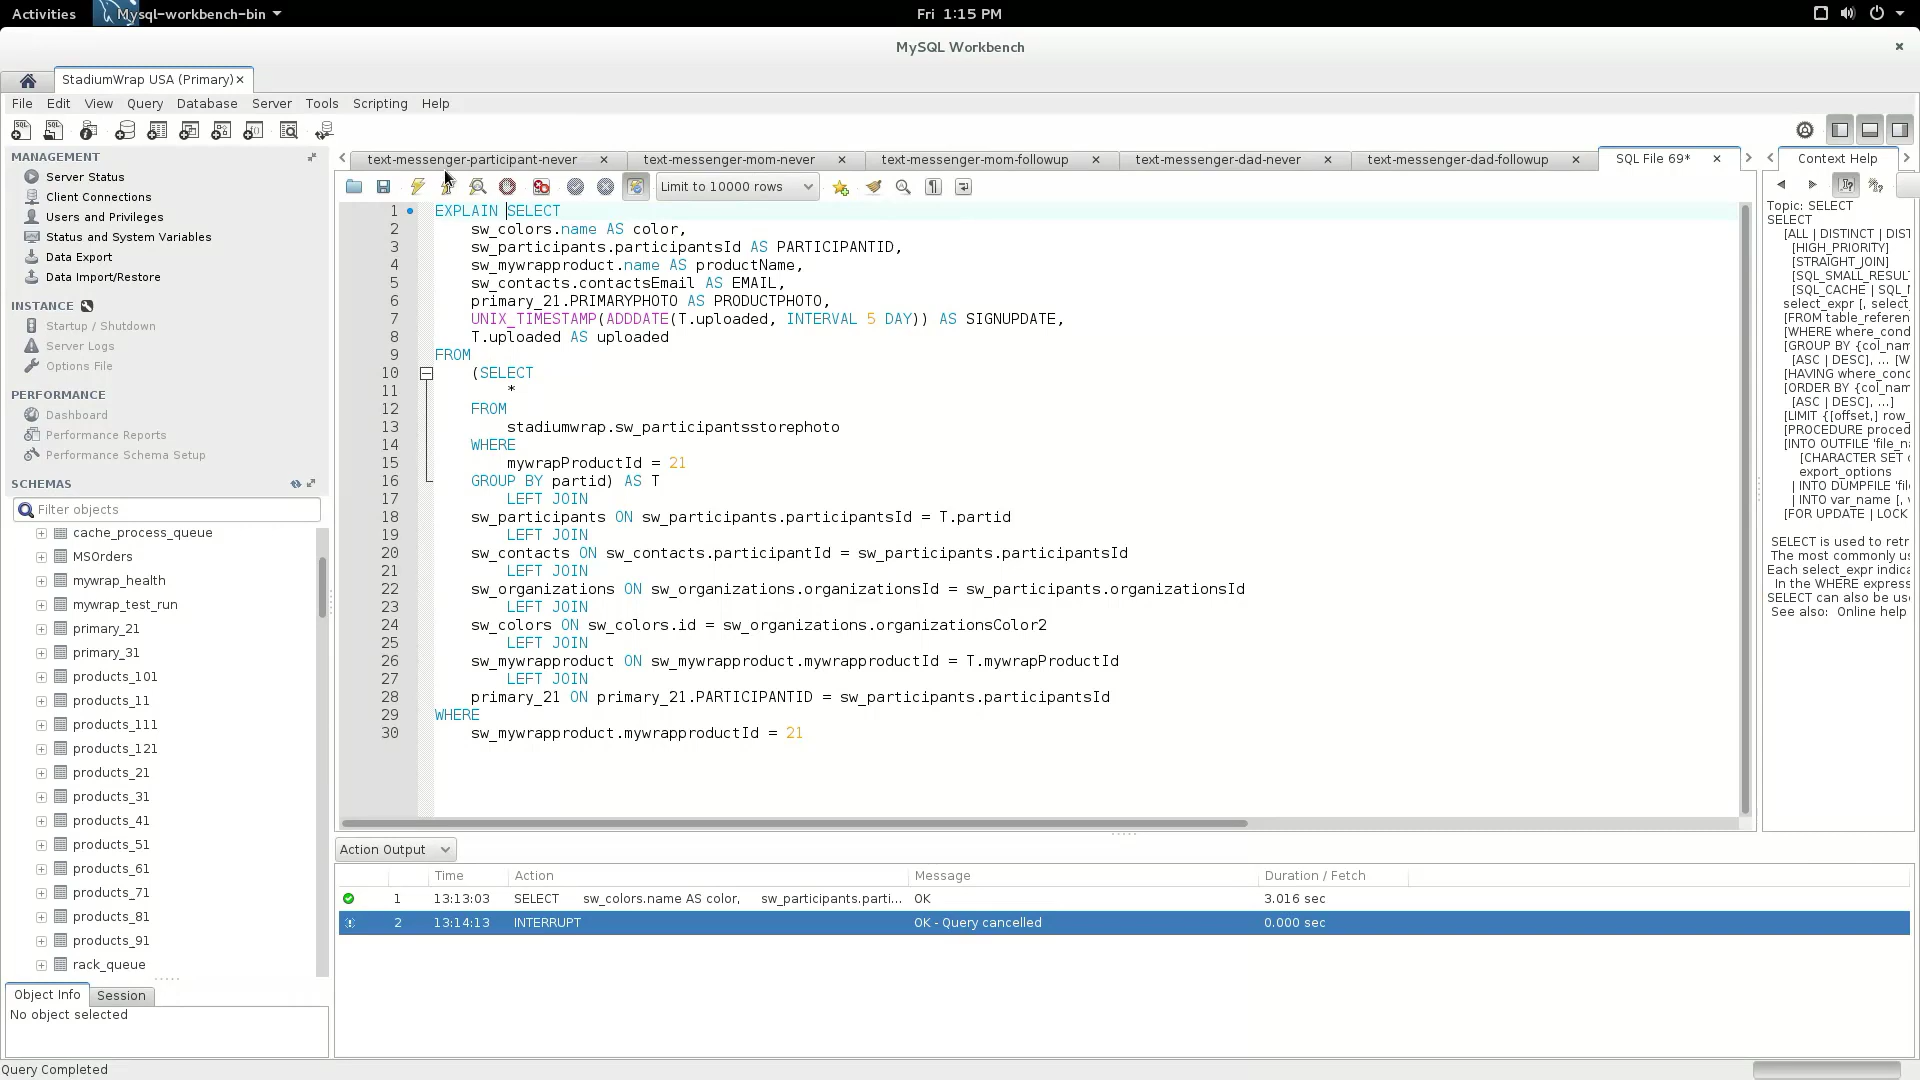 Activities
Mysql-workbench-bin
Fri 1:15 PM
MySQL Workbench
StadiumWrap USA (Primary)
File Edit View Query Database Server Tools Scripting Help
MANAGEMENT
Server Status
Client Connections
Users and Privileges
Status and System Variables
Data Export
Data Import/Restore
INSTANCE
Startup / Shutdown
Server Logs
Options File
PERFORMANCE
Dashboard
Performance Reports
Performance Schema Setup
SCHEMAS
Filter objects
cache_process_queue
MSOrders
mywrap_health
mywrap_test_run
primary_21
primary_31
products_101
products_11
products_111
products_121
products_21
products_31
products_41
products_51
products_61
products_71
products_81
products_91
rack_queue
Object Info Session
No object selected
Query Completed
text-messenger-participant-never text-messenger-mom-never text-messenger-mom-followup text-messenger-dad-never text-messenger-dad-followup SQL File 69*
Limit to 10000 rows
1 EXPLAIN SELECT
2 sw_colors.name AS color,
3 sw_participants.participantsId AS PARTICIPANTID,
4 sw_mywrapproduct.name AS productName,
5 sw_contacts.contactsEmail AS EMAIL,
6 primary_21.PRIMARYPHOTO AS PRODUCTPHOTO,
7 UNIX_TIMESTAMP(ADDDATE(T.uploaded, INTERVAL 5 DAY)) AS SIGNUPDATE,
8 T.uploaded AS uploaded
9 FROM
10 (SELECT
11 *
12 FROM
13 stadiumwrap.sw_participantsstorephoto
14 WHERE
15 mywrapProductId = 21
16 GROUP BY partid) AS T
17 LEFT JOIN
18 sw_participants ON sw_participants.participantsId = T.partid
19 LEFT JOIN
20 sw_contacts ON sw_contacts.participantId = sw_participants.participantsId
21 LEFT JOIN
22 sw_organizations ON sw_organizations.organizationsId = sw_participants.organizationsId
23 LEFT JOIN
24 sw_colors ON sw_colors.id = sw_organizations.organizationsColor2
25 LEFT JOIN
26 sw_mywrapproduct ON sw_mywrapproduct.mywrapproductId = T.mywrapProductId
27 LEFT JOIN
28 primary_21 ON primary_21.PARTICIPANTID = sw_participants.participantsId
29 WHERE
30 sw_mywrapproduct.mywrapproductId = 21
Action Output
Time Action Message Duration / Fetch
1 13:13:03 SELECT sw_colors.name AS color, sw_participants.parti... OK 3.016 sec
2 13:14:13 INTERRUPT OK - Query cancelled 0.000 sec
Context Help
Topic: SELECT
SELECT
[ALL | DISTINCT | DIST
[HIGH_PRIORITY]
[STRAIGHT_JOIN]
[SQL_SMALL_RESUL
[SQL_CACHE | SQL_N
select_expr [, select_
[FROM table_referen
[WHERE where_cond
[GROUP BY {col_nam
[ASC | DESC], ... [W
[HAVING where_cond
[ORDER BY {col_nam
[ASC | DESC], ...]
[LIMIT {[offset,] row_
[PROCEDURE proced
[INTO OUTFILE 'file_na
[CHARACTER SET c
export_options
| INTO DUMPFILE 'file
| INTO var_name [, v
[FOR UPDATE | LOCK
SELECT is used to retr
The most commonly us
Each select_expr indica
In the WHERE express
SELECT can also be use
See also: Online help